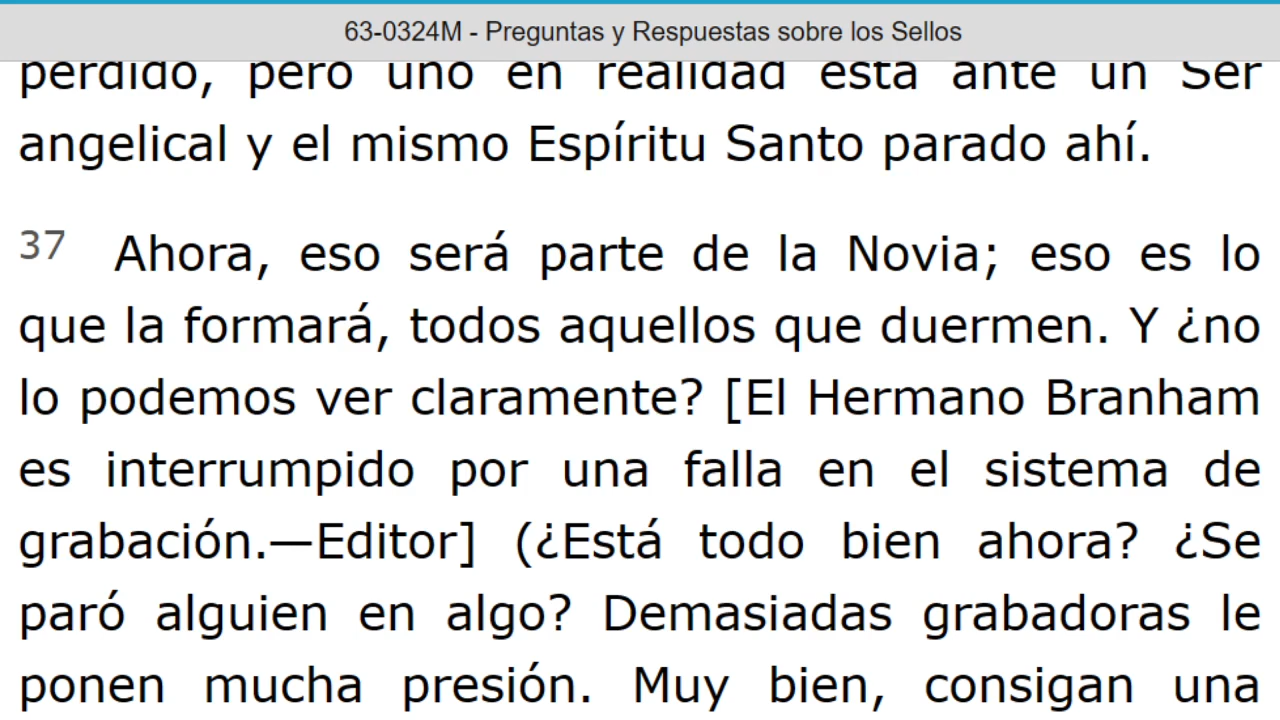 63-0324M - Preguntas y Respuestas sobre los Sellos
perdido, pero uno en realidad está ante un Ser
angelical y el mismo Espíritu Santo parado ahí.
37 Ahora, eso será parte de la Novia; eso es lo
que la formará, todos aquellos que duermen. Y ¿no
lo podemos ver claramente? [El Hermano Branham
es interrumpido por una falla en el sistema de
grabación.—Editor] (¿Está todo bien ahora? ¿Se
paró alguien en algo? Demasiadas grabadoras le
ponen mucha presión. Muy bien, consigan una